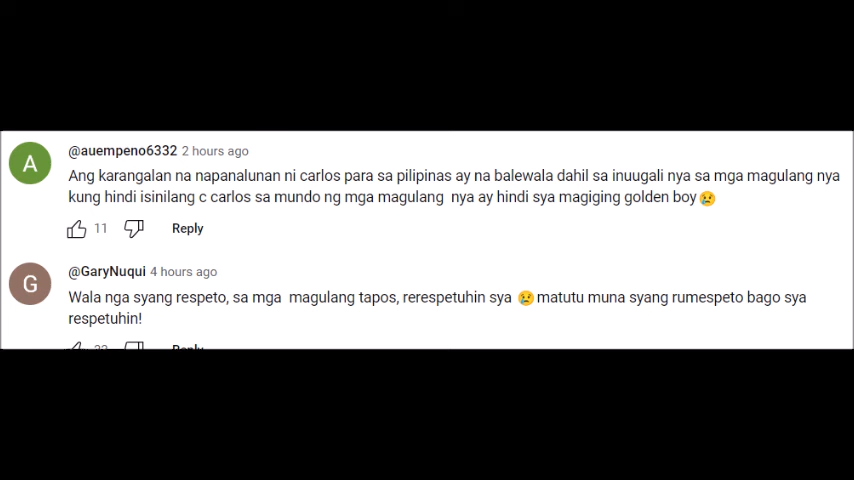 @auempeno6332 2 hours ago
Ang karangalan na napanalunan ni carlos para sa pilipinas ay na balewala dahil sa inuugali nya sa mga magulang nya
kung hindi isinilang c carlos sa mundo ng mga magulang nya ay hindi sya magiging golden boy😢
11 Reply
@GaryNuqui 4 hours ago
Wala nga syang respeto, sa mga magulang tapos, rerespetuhin sya 😢 matutu muna syang rumespeto bago sya
respetuhin!
Reply
A
G